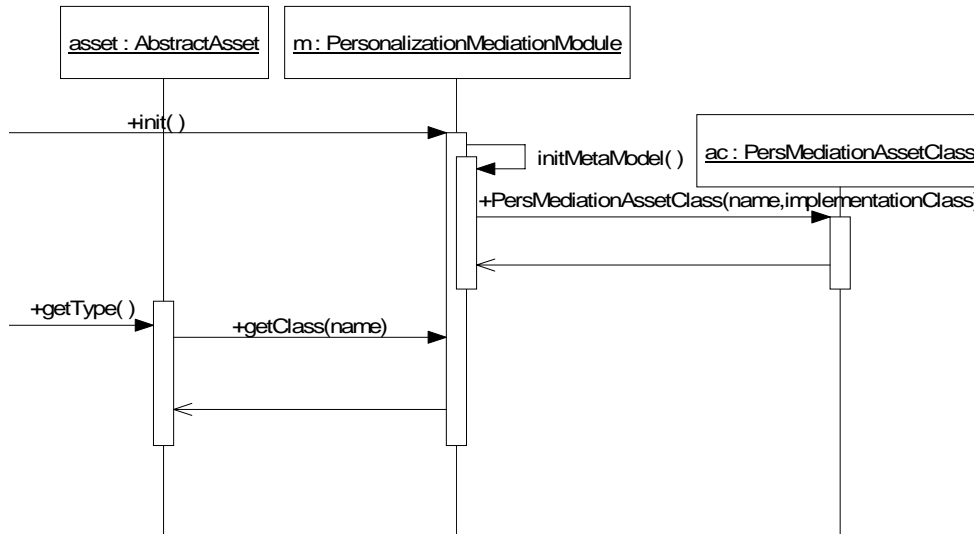 asset : AbstractAsset
m : PersonalizationMediationModule
+init( )
initMetaModel( )
ac : PersMediationAssetClass
+PersMediationAssetClass(name,implementationClass)
+getType( )
+getClass(name)